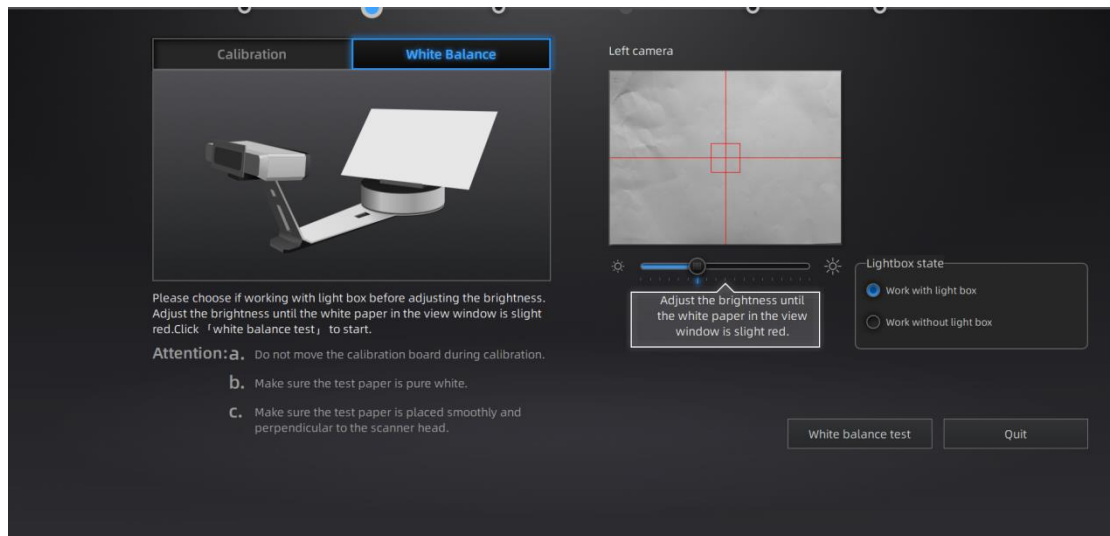 Calibration
White Balance
Please choose if working with light box before adjusting the brightness.
Adjust the brightness until the white paper in the view window is slight
red.Click「white balance test」 to start.
Attention:a. Do not move the calibration board during calibration.
b. Make sure the test paper is pure white.
c. Make sure the test paper is placed smoothly and
perpendicular to the scanner head.
Left camera
Adjust the brightness until
the white paper in the view
window is slight red.
Lightbox state
Work with light box
Work without light box
White balance test
Quit